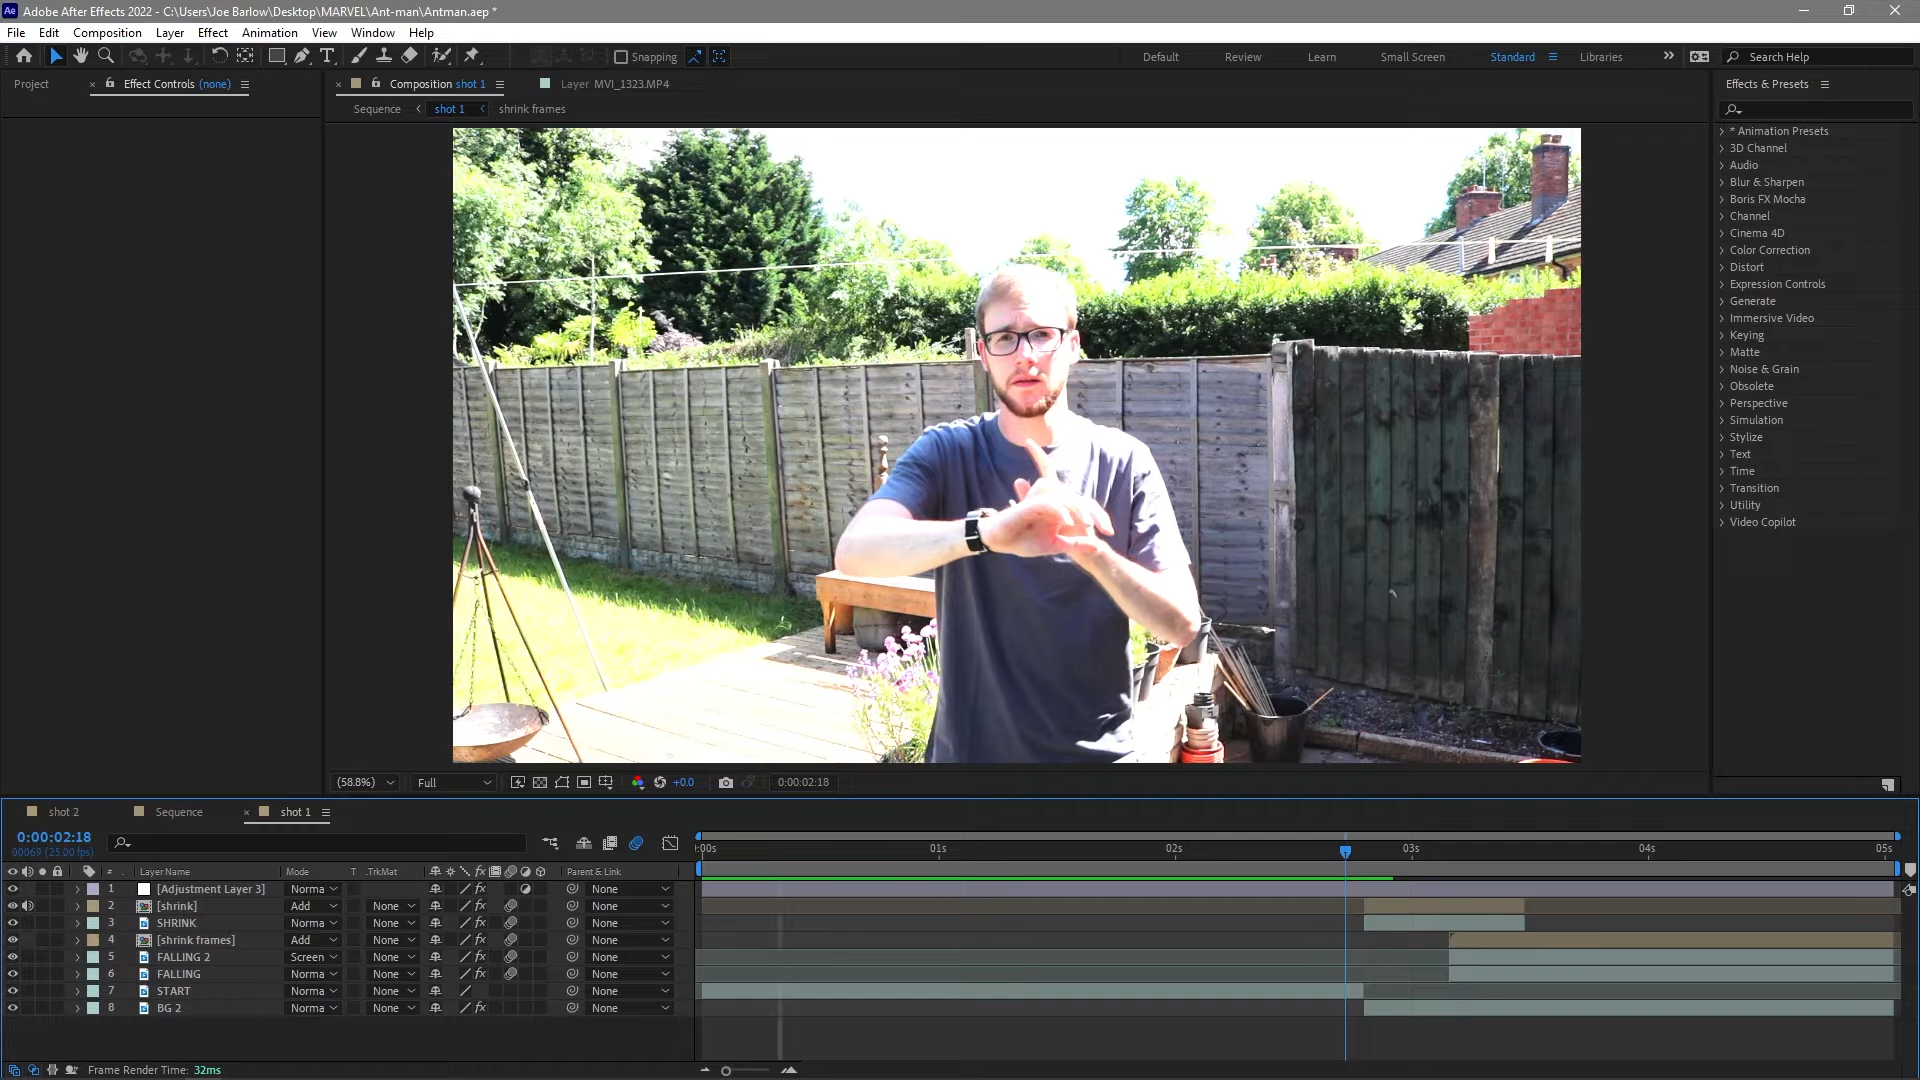 Ae Adobe After Effects 2022 - C:\Users\Joe Barlow\Desktop\MARVEL\Ant-man\Antman.aep *
File Edit Composition Layer Effect Animation View Window Help
Snapping Default Review Learn Small Screen Standard Libraries Search Help
Project Effect Controls (none) Composition shot 1 Layer MVI_1323.MP4 Effects & Presets
Sequence shot 1 shrink frames
* Animation Presets
3D Channel
Audio
Blur & Sharpen
Boris FX Mocha
Channel
Cinema 4D
Color Correction
Distort
Expression Controls
Generate
Immersive Video
Keying
Matte
Noise & Grain
Obsolete
Perspective
Simulation
Stylize
Text
Time
Transition
Utility
Video Copilot
(58.8%) Full +0.0 0:00:02:18
shot 2 Sequence shot 1
0:00:02:18
00069 (25.00 fps)
:00s 01s 02s 03s 04s 05s
# Layer Name Mode T .TrkMat Parent & Link
1 [Adjustment Layer 3] Norma None
2 [shrink] Add None None
3 SHRINK Norma None None
4 [shrink frames] Add None None
5 FALLING 2 Screen None None
6 FALLING Norma None None
7 START Norma None None
8 BG 2 Norma None None
Frame Render Time: 32ms